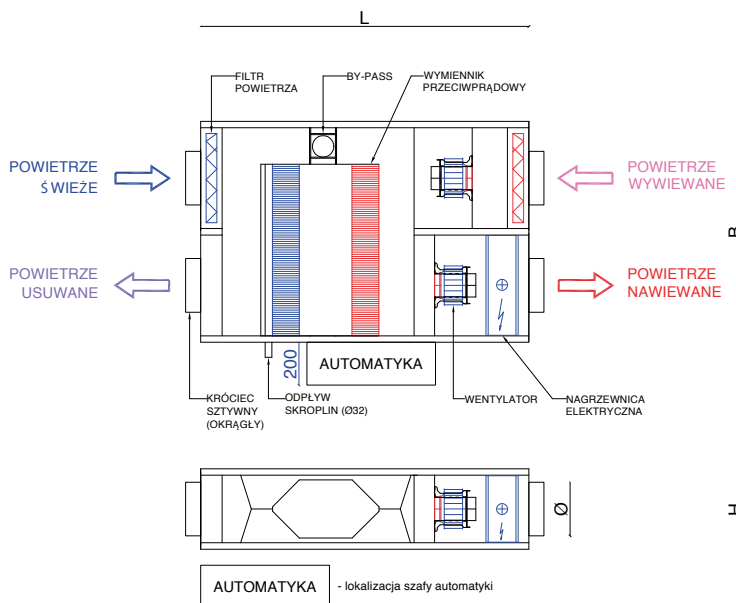 L
FILTR
POWIETRZA
BY-PASS
WYMIENNIK
PRZECIWPRĄDOWY
POWIETRZE
ŚWIEŻE
POWIETRZE
WYWIEWANE
B
POWIETRZE
USUWANE
POWIETRZE
NAWIEWANE
200
AUTOMATYKA
KRÓCIEC
SZTYWNY
(OKRĄGŁY)
ODPŁYW
SKROPLIN (Ø32)
WENTYLATOR
NAGRZEWNICA
ELEKTRYCZNA
Ø
H
AUTOMATYKA
- lokalizacja szafy automatyki